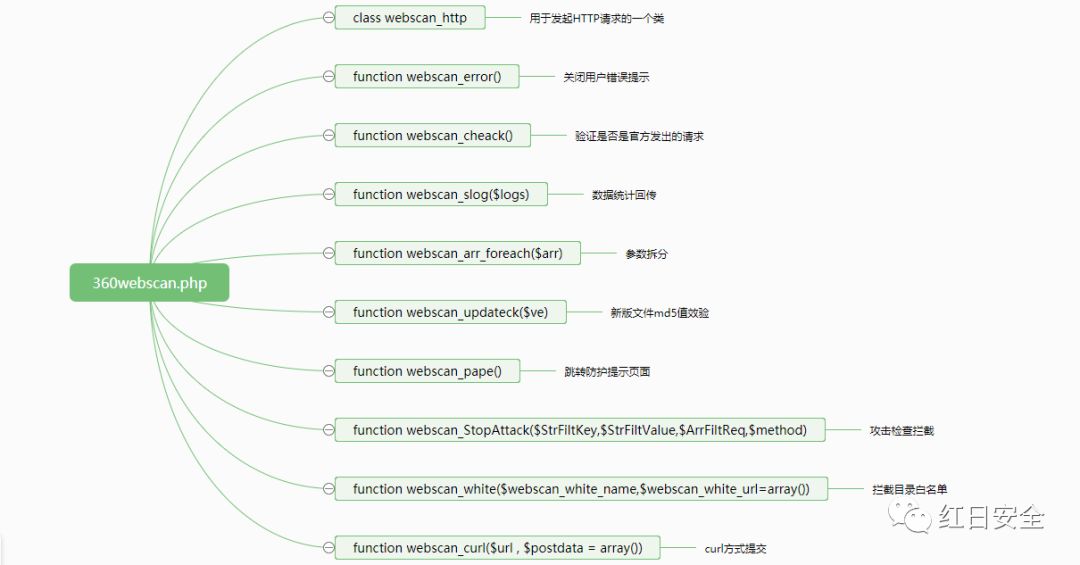 class webscan_http 用于发起HTTP请求的一个类
function webscan_error() 关闭用户错误提示
function webscan_cheack() 验证是否是官方发出的请求
function webscan_slog($logs) 数据统计回传
function webscan_arr_foreach($arr) 参数拆分
360webscan.php
function webscan_updateck($ve) 新版文件md5值效验
function webscan_pape() 跳转防护提示页面
function webscan_StopAttack($StrFiltKey,$StrFiltValue,$ArrFiltReq,$method) 攻击检查拦截
function webscan_white($webscan_white_name,$webscan_white_url=array()) 拦截目录白名单
红日安全
function webscan_curl($url , $postdata = array()) curl方式提交